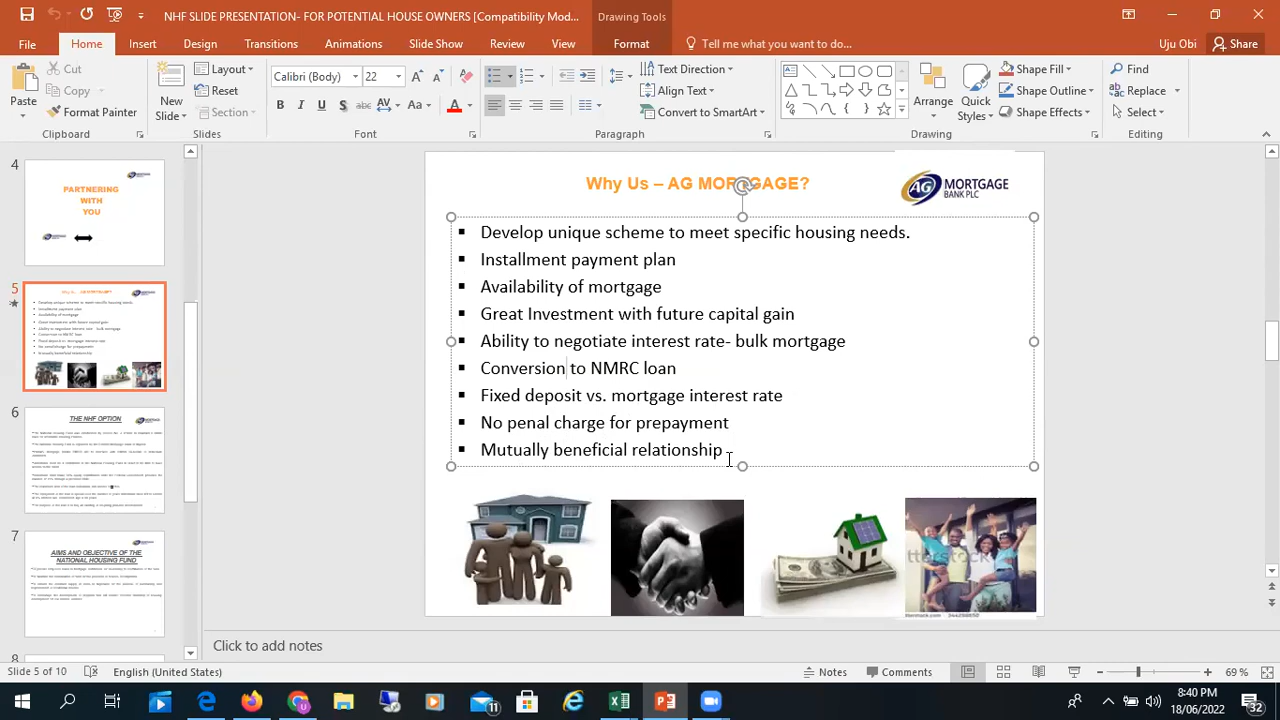 NHF SLIDE PRESENTATION- FOR POTENTIAL HOUSE OWNERS [Compatibility Mod...
Drawing Tools
File Home Insert Design Transitions Animations Slide Show Review View Format Tell me what you want to do...
Uju Obi Share
Paste
Cut
Copy
Format Painter
Clipboard
New Slide
Layout
Reset
Section
Slides
Calibri (Body) 22
Font
Text Direction
Align Text
Convert to SmartArt
Paragraph
Arrange
Quick Styles
Shape Fill
Shape Outline
Shape Effects
Drawing
Find
Replace
Select
Editing
4
PARTNERING
WITH
YOU
5
6
THE NHF OPTION
7
AIMS AND OBJECTIVE OF THE
NATIONAL HOUSING FUND
8
Why Us – AG MORTGAGE?
AG MORTGAGE
BANK PLC
▪ Develop unique scheme to meet specific housing needs.
▪ Installment payment plan
▪ Availability of mortgage
▪ Great Investment with future capital gain
▪ Ability to negotiate interest rate- bulk mortgage
▪ Conversion to NMRC loan
▪ Fixed deposit vs. mortgage interest rate
▪ No penal charge for prepayment
▪ Mutually beneficial relationship
Click to add notes
Slide 5 of 10 English (United States) Notes Comments 69 %
11
8:40 PM
18/06/2022
32